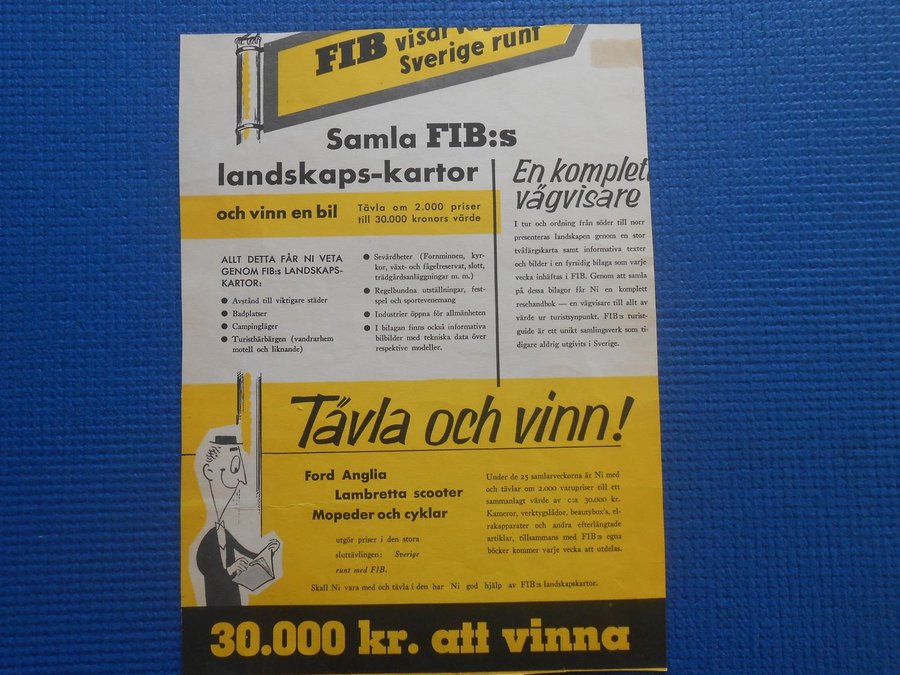 FIB visar
Sverige runt
Samla FIB:s
landskaps-kartor
och vinn en bil
Tävla om 2.000 priser
till 30.000 kronors värde
ALLT DETTA FÅR NI VETA
GENOM FIB:s LANDSKAPS-
KARTOR:
● Avstånd till viktigare städer
● Badplatser
● Campingläger
● Turisthärbärgen (vandrarhem
motell och liknande)
● Sevärdheter (Fornminnen, kyr-
kor, växt- och fågelreservat, slott,
trädgårdsanläggningar m. m.)
● Regelbundna utställningar, fest-
spel och sportevenemang
● Industrier öppna för allmänheten
● I bilagan finns också informativa
bilbilder med tekniska data över
respektive modeller.
En komplett
vägvisare
I tur och ordning från söder till norr
presenteras landskapen genom en stor
tvåfärgskarta samt informativa texter
och bilder i en fyrsidig bilaga som varje
vecka inhäftas i FIB. Genom att samla
på dessa bilagor får Ni en komplett
resehandbok — en vägvisare till allt av
värde ur turistsynpunkt. FIB:s turist-
guide är ett unikt samlingsverk som ti-
digare aldrig utgivits i Sverige.
Tävla och vinn!
Ford Anglia
Lambretta scooter
Mopeder och cyklar
utgör priser i den stora
sluttävlingen: Sverige
runt med FIB.
Under de 25 samlarveckorna är Ni med
och tävlar om 2.000 varupriser till ett
sammanlagt värde av c:a 30.000 kr.
Kameror, verktygslådor, beautybox's, el-
rakapparater och andra efterlängtade
artiklar, tillsammans med FIB:s egna
böcker kommer varje vecka att utdelas.
Skall Ni vara med och tävla i den har Ni god hjälp av FIB:s landskapskartor.
30.000 kr. att vinna